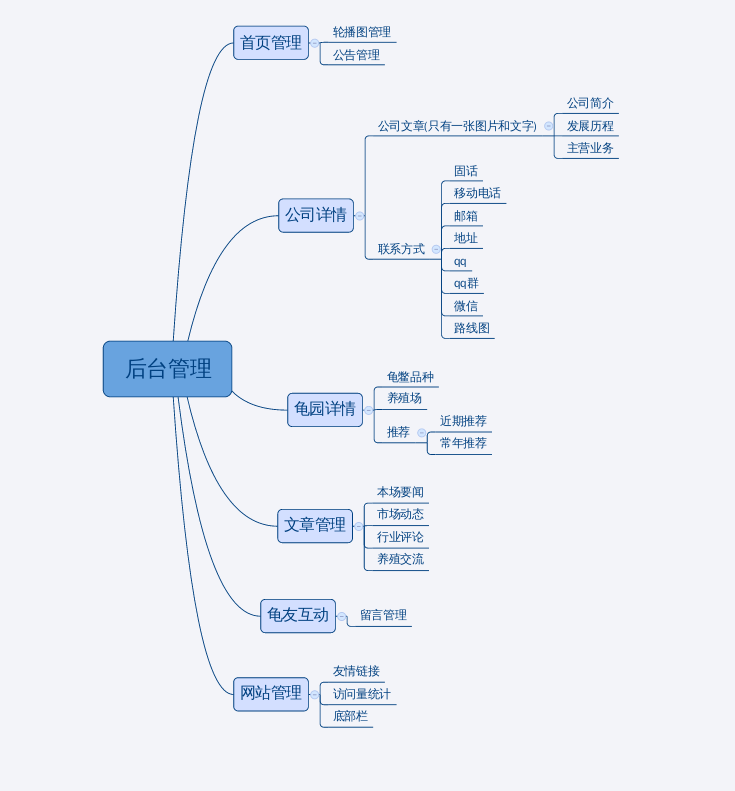 后台管理
首页管理
轮播图管理
公告管理
公司详情
公司文章(只有一张图片和文字)
公司简介
发展历程
主营业务
联系方式
固话
移动电话
邮箱
地址
qq
qq群
微信
路线图
龟园详情
龟鳖品种
养殖场
推荐
近期推荐
常年推荐
文章管理
本场要闻
市场动态
行业评论
养殖交流
龟友互动
留言管理
网站管理
友情链接
访问量统计
底部栏